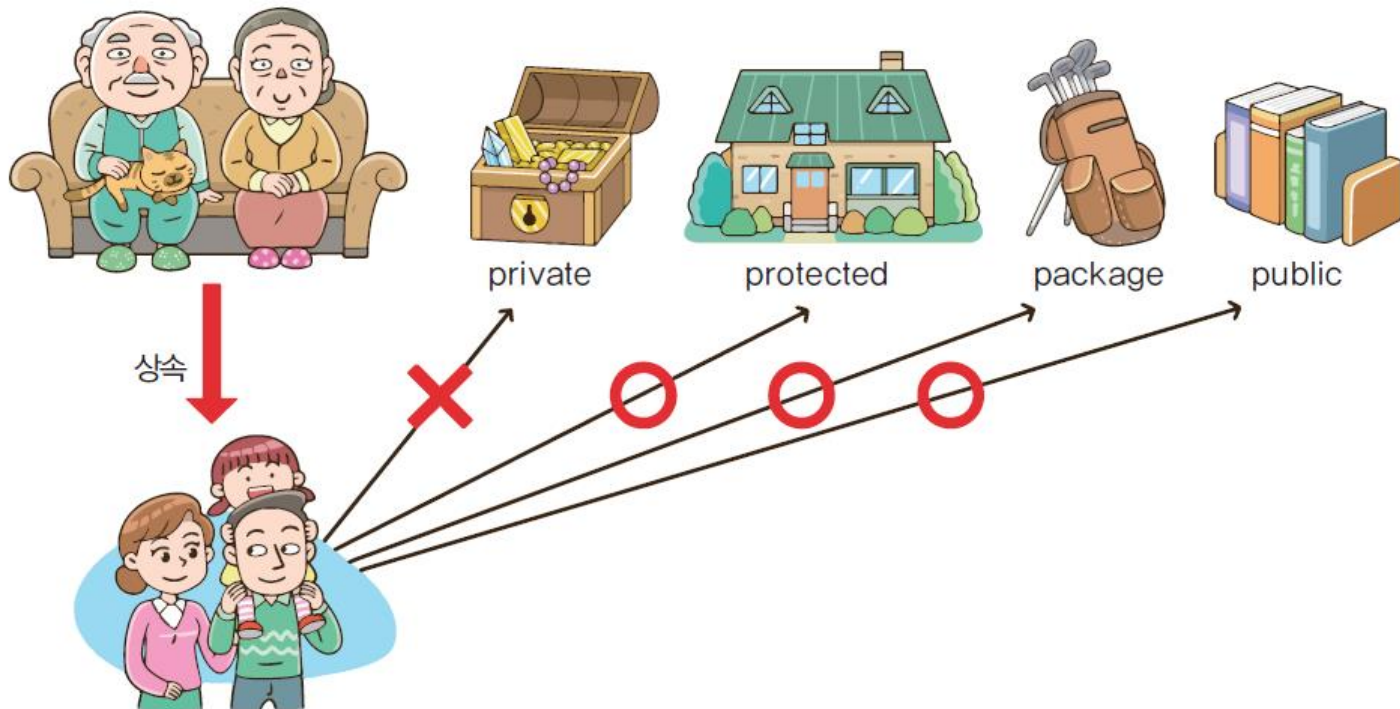 private
protected
package
public
상속